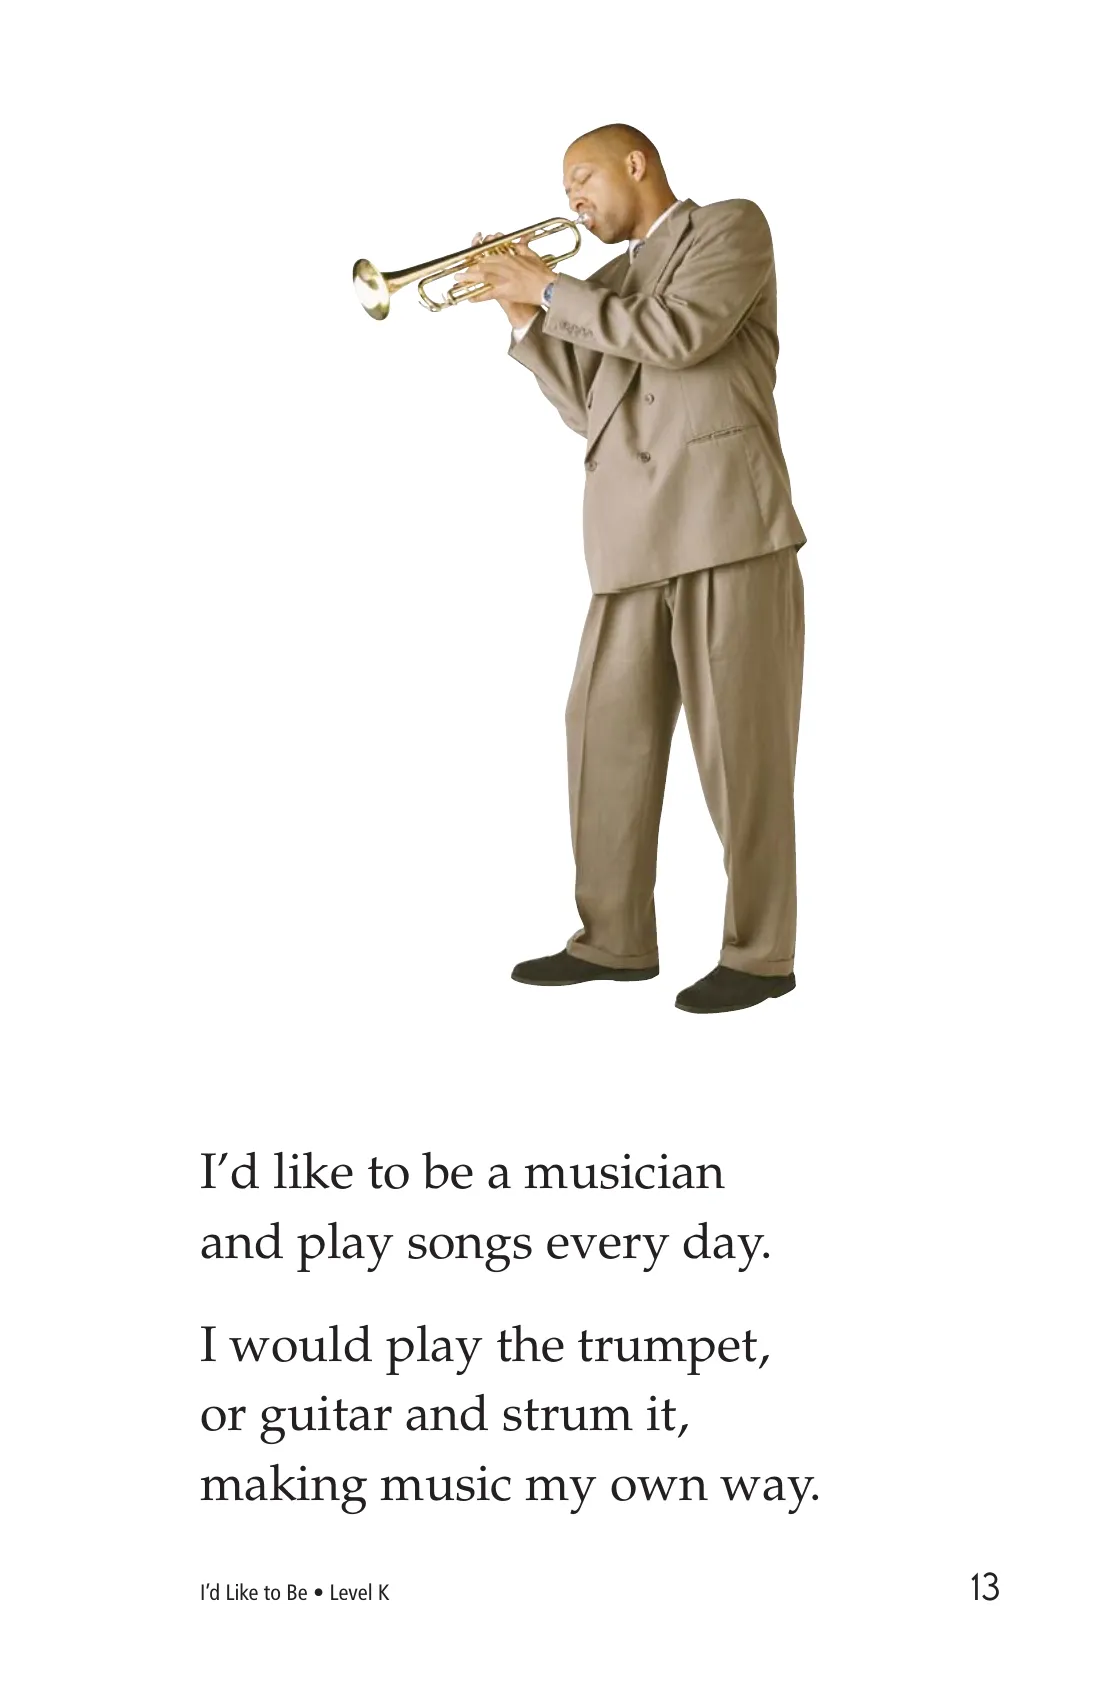 I’d like to be a musician
and play songs every day.
I would play the trumpet,
or guitar and strum it,
making music my own way.
I’d Like to Be • Level K
13